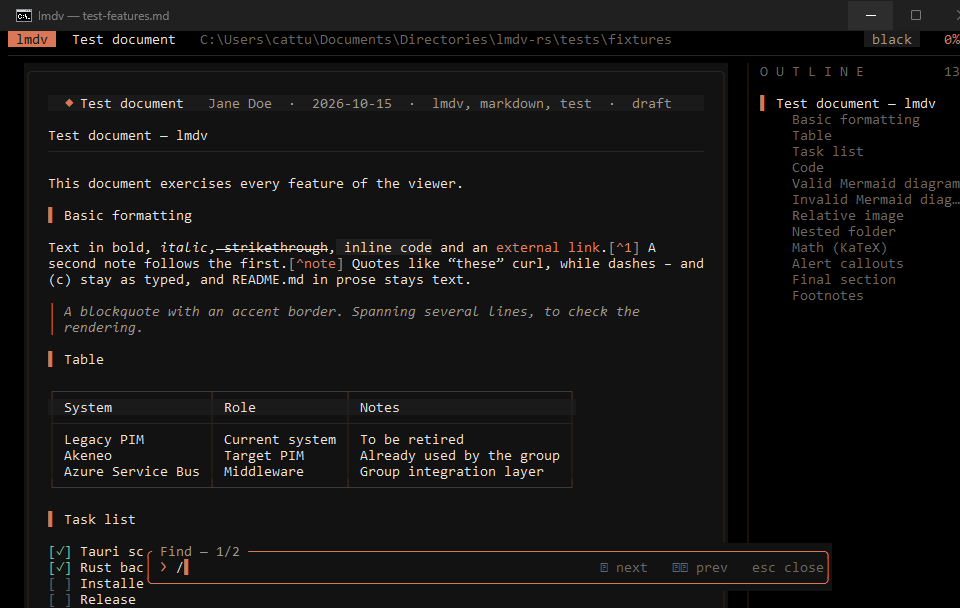 lmdv — test-features.md
lmdv Test document C:\Users\cattu\Documents\Directories\lmdv-rs\tests\fixtures black 0%
OUTLINE 13
◆ Test document Jane Doe · 2026-10-15 · lmdv, markdown, test · draft
Test document — lmdv
This document exercises every feature of the viewer.
Basic formatting
Text in bold, italic, strikethrough, inline code and an external link.[^1] A
second note follows the first.[^note] Quotes like “these” curl, while dashes – and
(c) stay as typed, and README.md in prose stays text.
A blockquote with an accent border. Spanning several lines, to check the
rendering.
Table
System Role Notes
Legacy PIM Current system To be retired
Akeneo Target PIM Already used by the group
Azure Service Bus Middleware Group integration layer
Task list
[✓] Tauri sc
[✓] Rust bac
[ ] Installe
[ ] Release
Find — 1/2
❯ / next prev esc close
Test document — lmdv
Basic formatting
Table
Task list
Code
Valid Mermaid diagram
Invalid Mermaid diag…
Relative image
Nested folder
Math (KaTeX)
Alert callouts
Final section
Footnotes